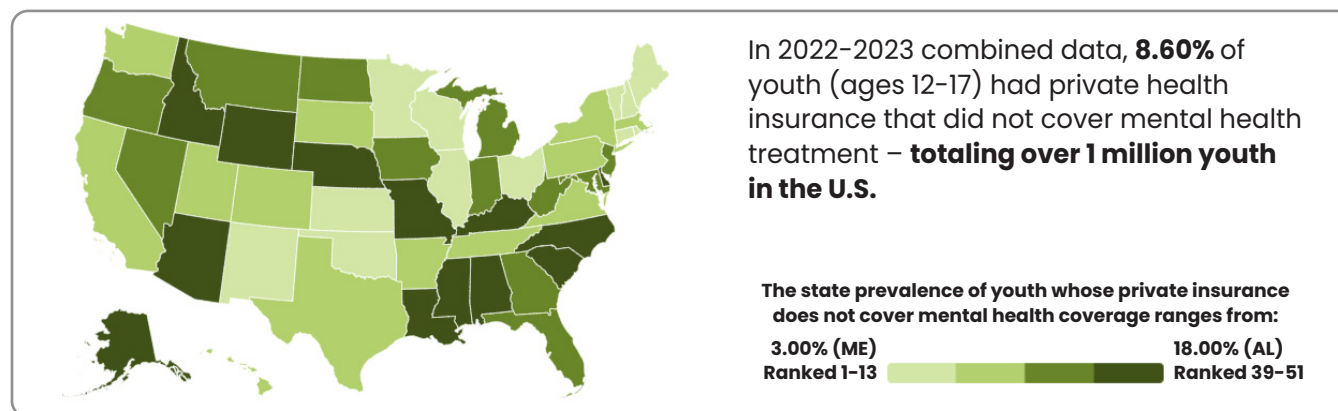 In 2022-2023 combined data, 8.60% of
youth (ages 12-17) had private health
insurance that did not cover mental health
treatment – totaling over 1 million youth
in the U.S.
The state prevalence of youth whose private insurance
does not cover mental health coverage ranges from:
3.00% (ME)
Ranked 1-13
18.00% (AL)
Ranked 39-51